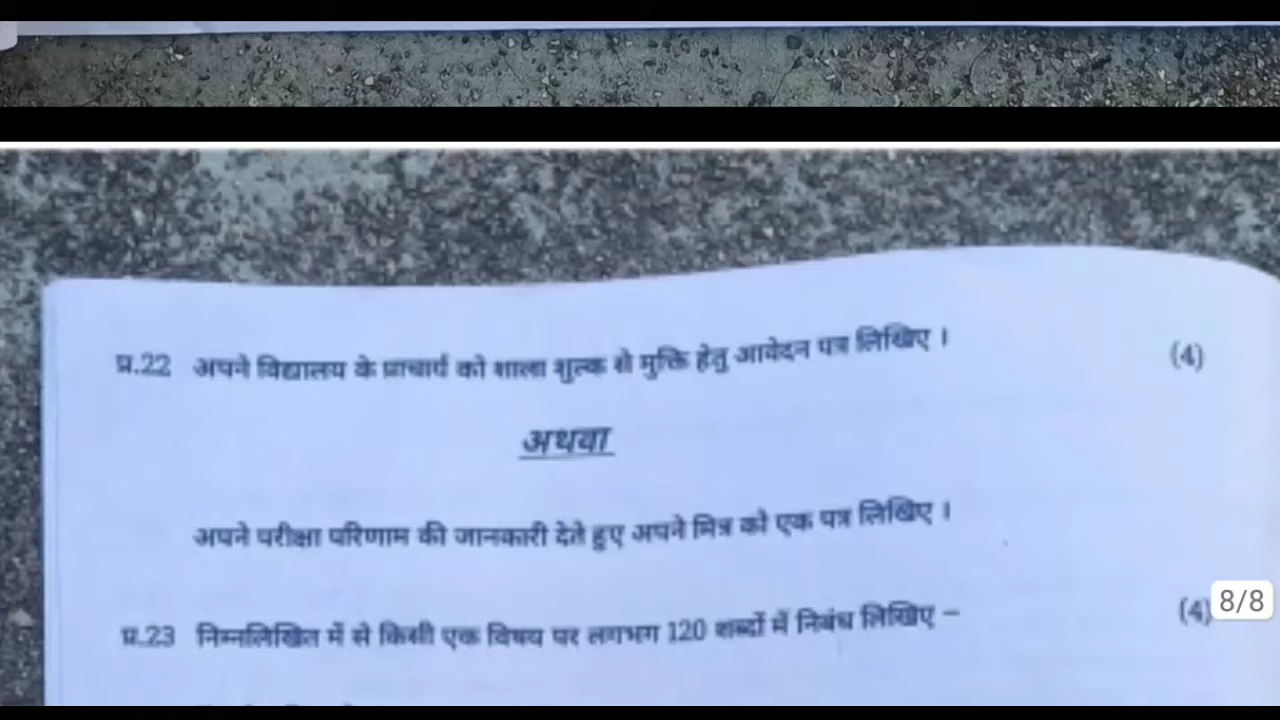 प्र.22 अपने विद्यालय के प्राचार्य को शाला शुल्क से मुक्ति हेतु आवेदन पत्र लिखिए । (4)
अथवा
अपने परीक्षा परिणाम की जानकारी देते हुए अपने मित्र को एक पत्र लिखिए ।
प्र.23 निम्नलिखित में से किसी एक विषय पर लगभग 120 शब्दों में निबंध लिखिए – (4)
8/8